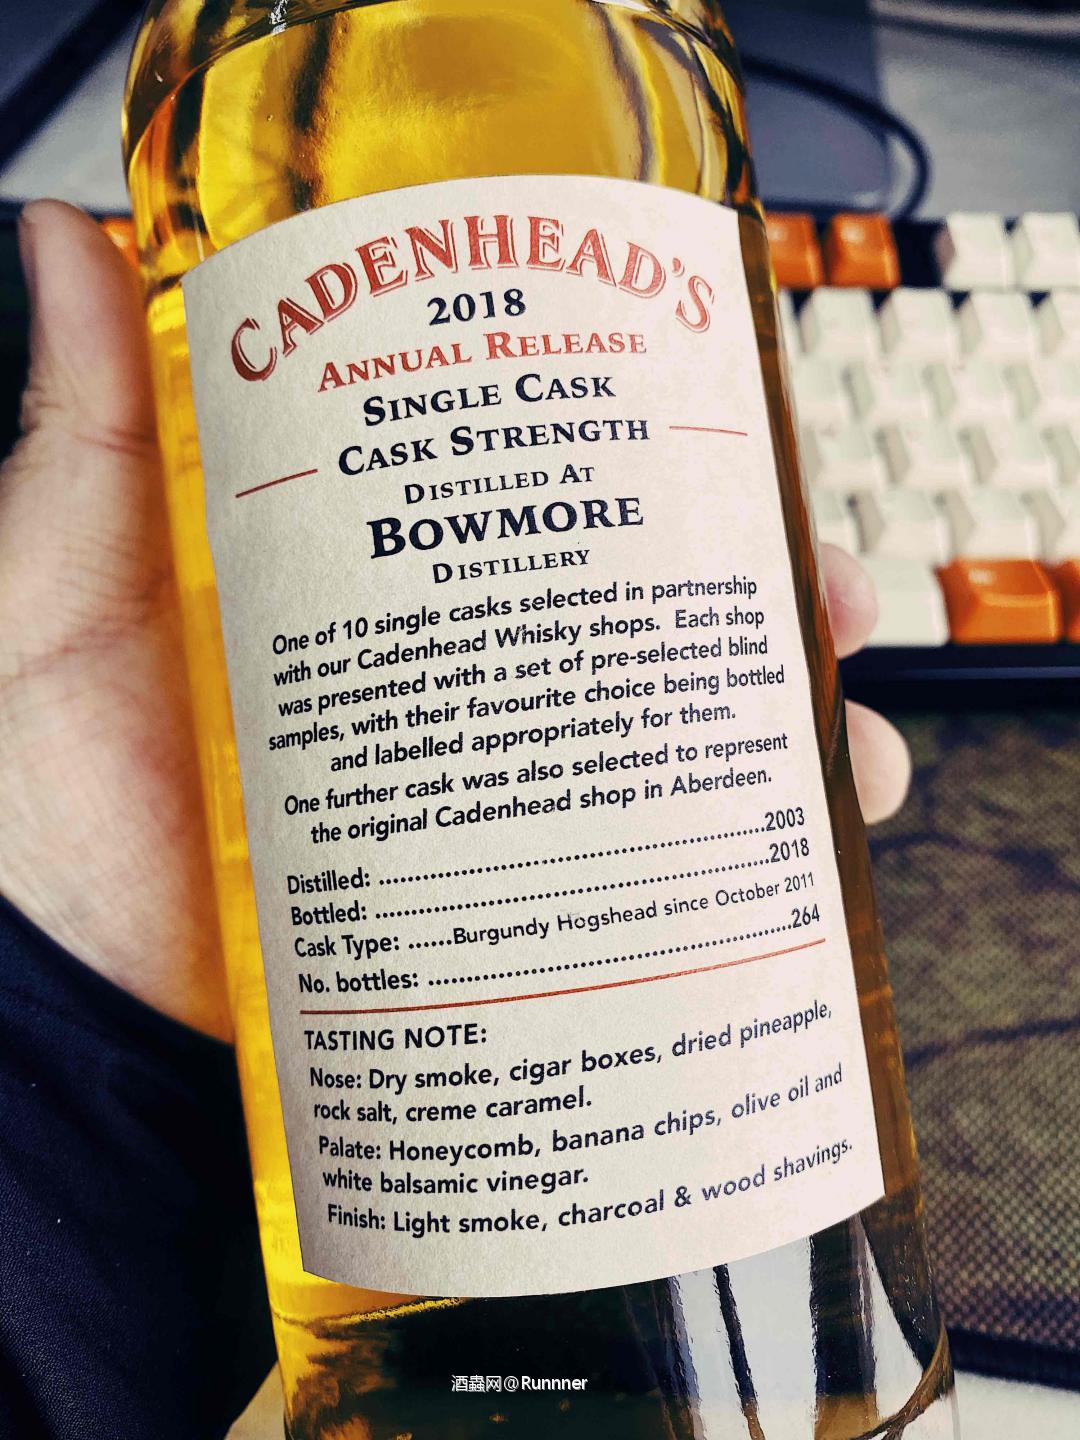 CADENHEAD'S
2018
ANNUAL RELEASE
SINGLE CASK
CASK STRENGTH
DISTILLED AT
BOWMORE
DISTILLERY
One of 10 single casks selected in partnership
with our Cadenhead Whisky shops. Each shop
was presented with a set of pre-selected blind
samples, with their favourite choice being bottled
and labelled appropriately for them.
One further cask was also selected to represent
the original Cadenhead shop in Aberdeen.
Distilled: ..................................................2003
Bottled: ...................................................2018
Cask Type: ......Burgundy Hogshead since October 2011
No. bottles: ...............................................264
TASTING NOTE:
Nose: Dry smoke, cigar boxes, dried pineapple,
rock salt, creme caramel.
Palate: Honeycomb, banana chips, olive oil and
white balsamic vinegar.
Finish: Light smoke, charcoal & wood shavings.
酒蟲网@Runnner